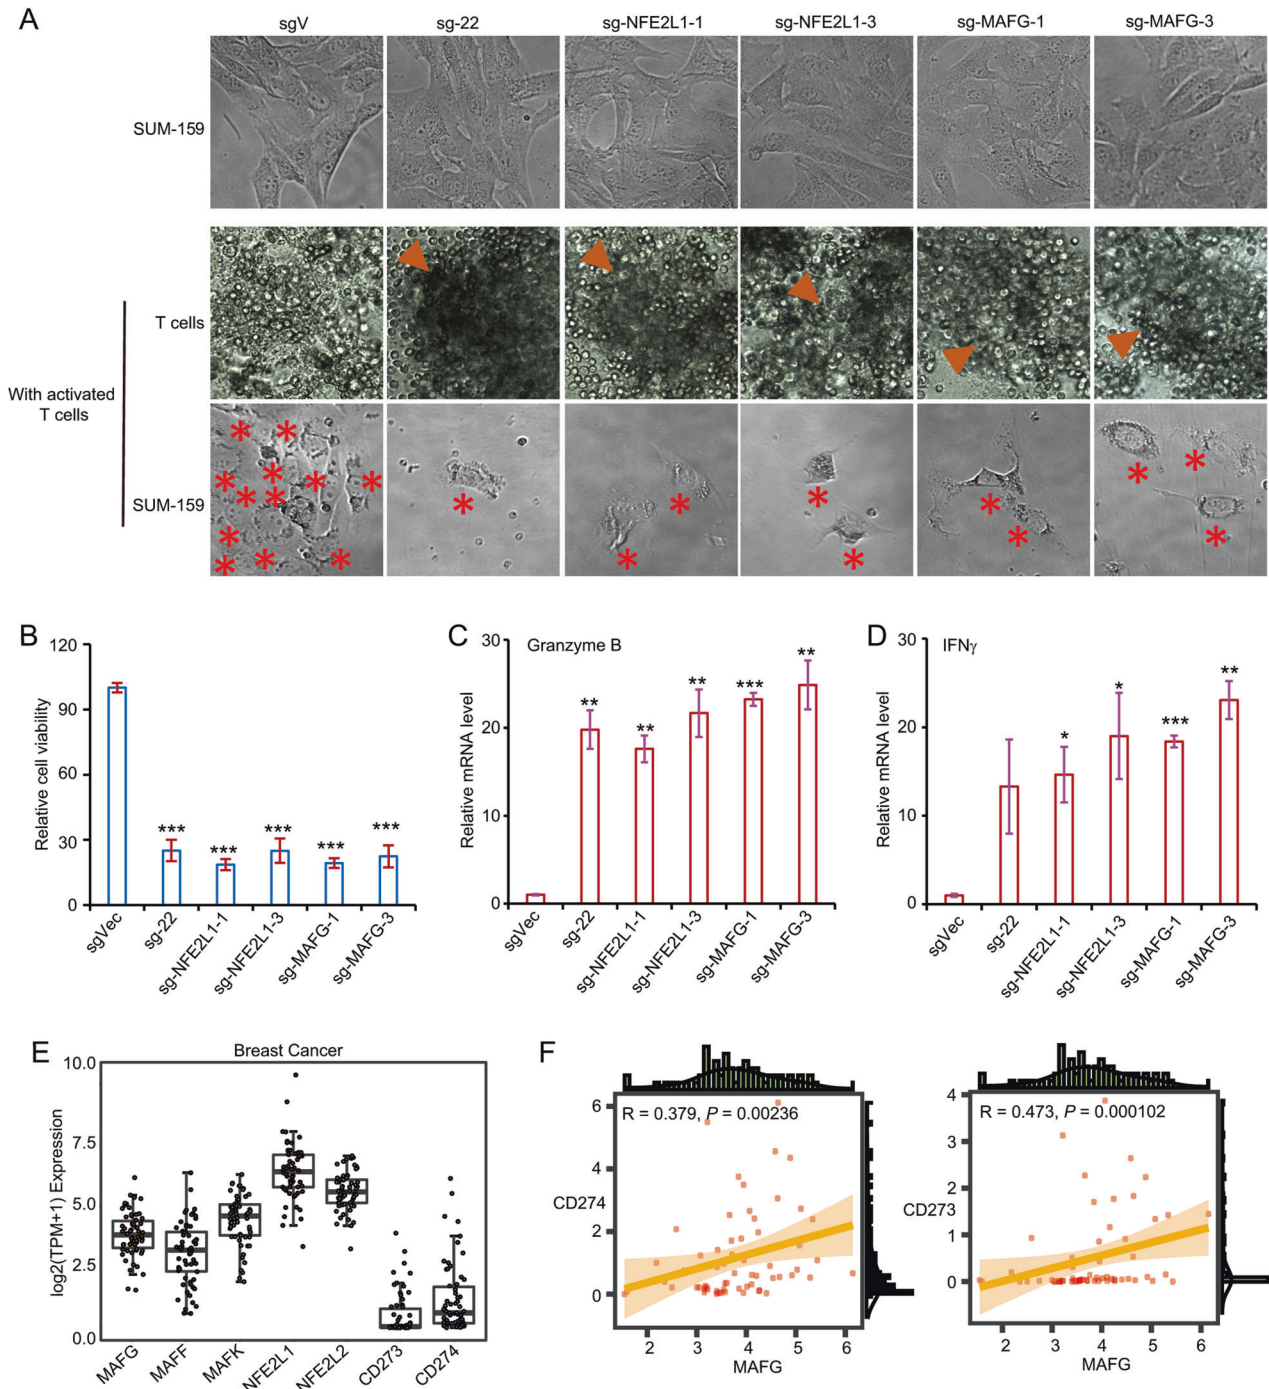 A
sgV sg-22 sg-NFE2L1-1 sg-NFE2L1-3 sg-MAFG-1 sg-MAFG-3
SUM-159
T cells
With activated
T cells
SUM-159
B
120
90
60
30
0
Relative cell viability
*** *** *** *** ***
sgVec sg-22 sg-NFE2L1-1 sg-NFE2L1-3 sg-MAFG-1 sg-MAFG-3
C
Granzyme B
30
20
10
0
Relative mRNA level
** ** ** *** **
sgVec sg-22 sg-NFE2L1-1 sg-NFE2L1-3 sg-MAFG-1 sg-MAFG-3
D
IFNγ
30
20
10
0
Relative mRNA level
* * *** **
sgVec sg-22 sg-NFE2L1-1 sg-NFE2L1-3 sg-MAFG-1 sg-MAFG-3
E
Breast Cancer
10.0
7.5
5.0
2.5
0.0
log2(TPM+1) Expression
MAFG MAFF MAFK NFE2L1 NFE2L2 CD273 CD274
F
R = 0.379, P = 0.00236
6
4
2
0
CD274
2 3 4 5 6
MAFG
R = 0.473, P = 0.000102
4
3
2
1
0
CD273
2 3 4 5 6
MAFG